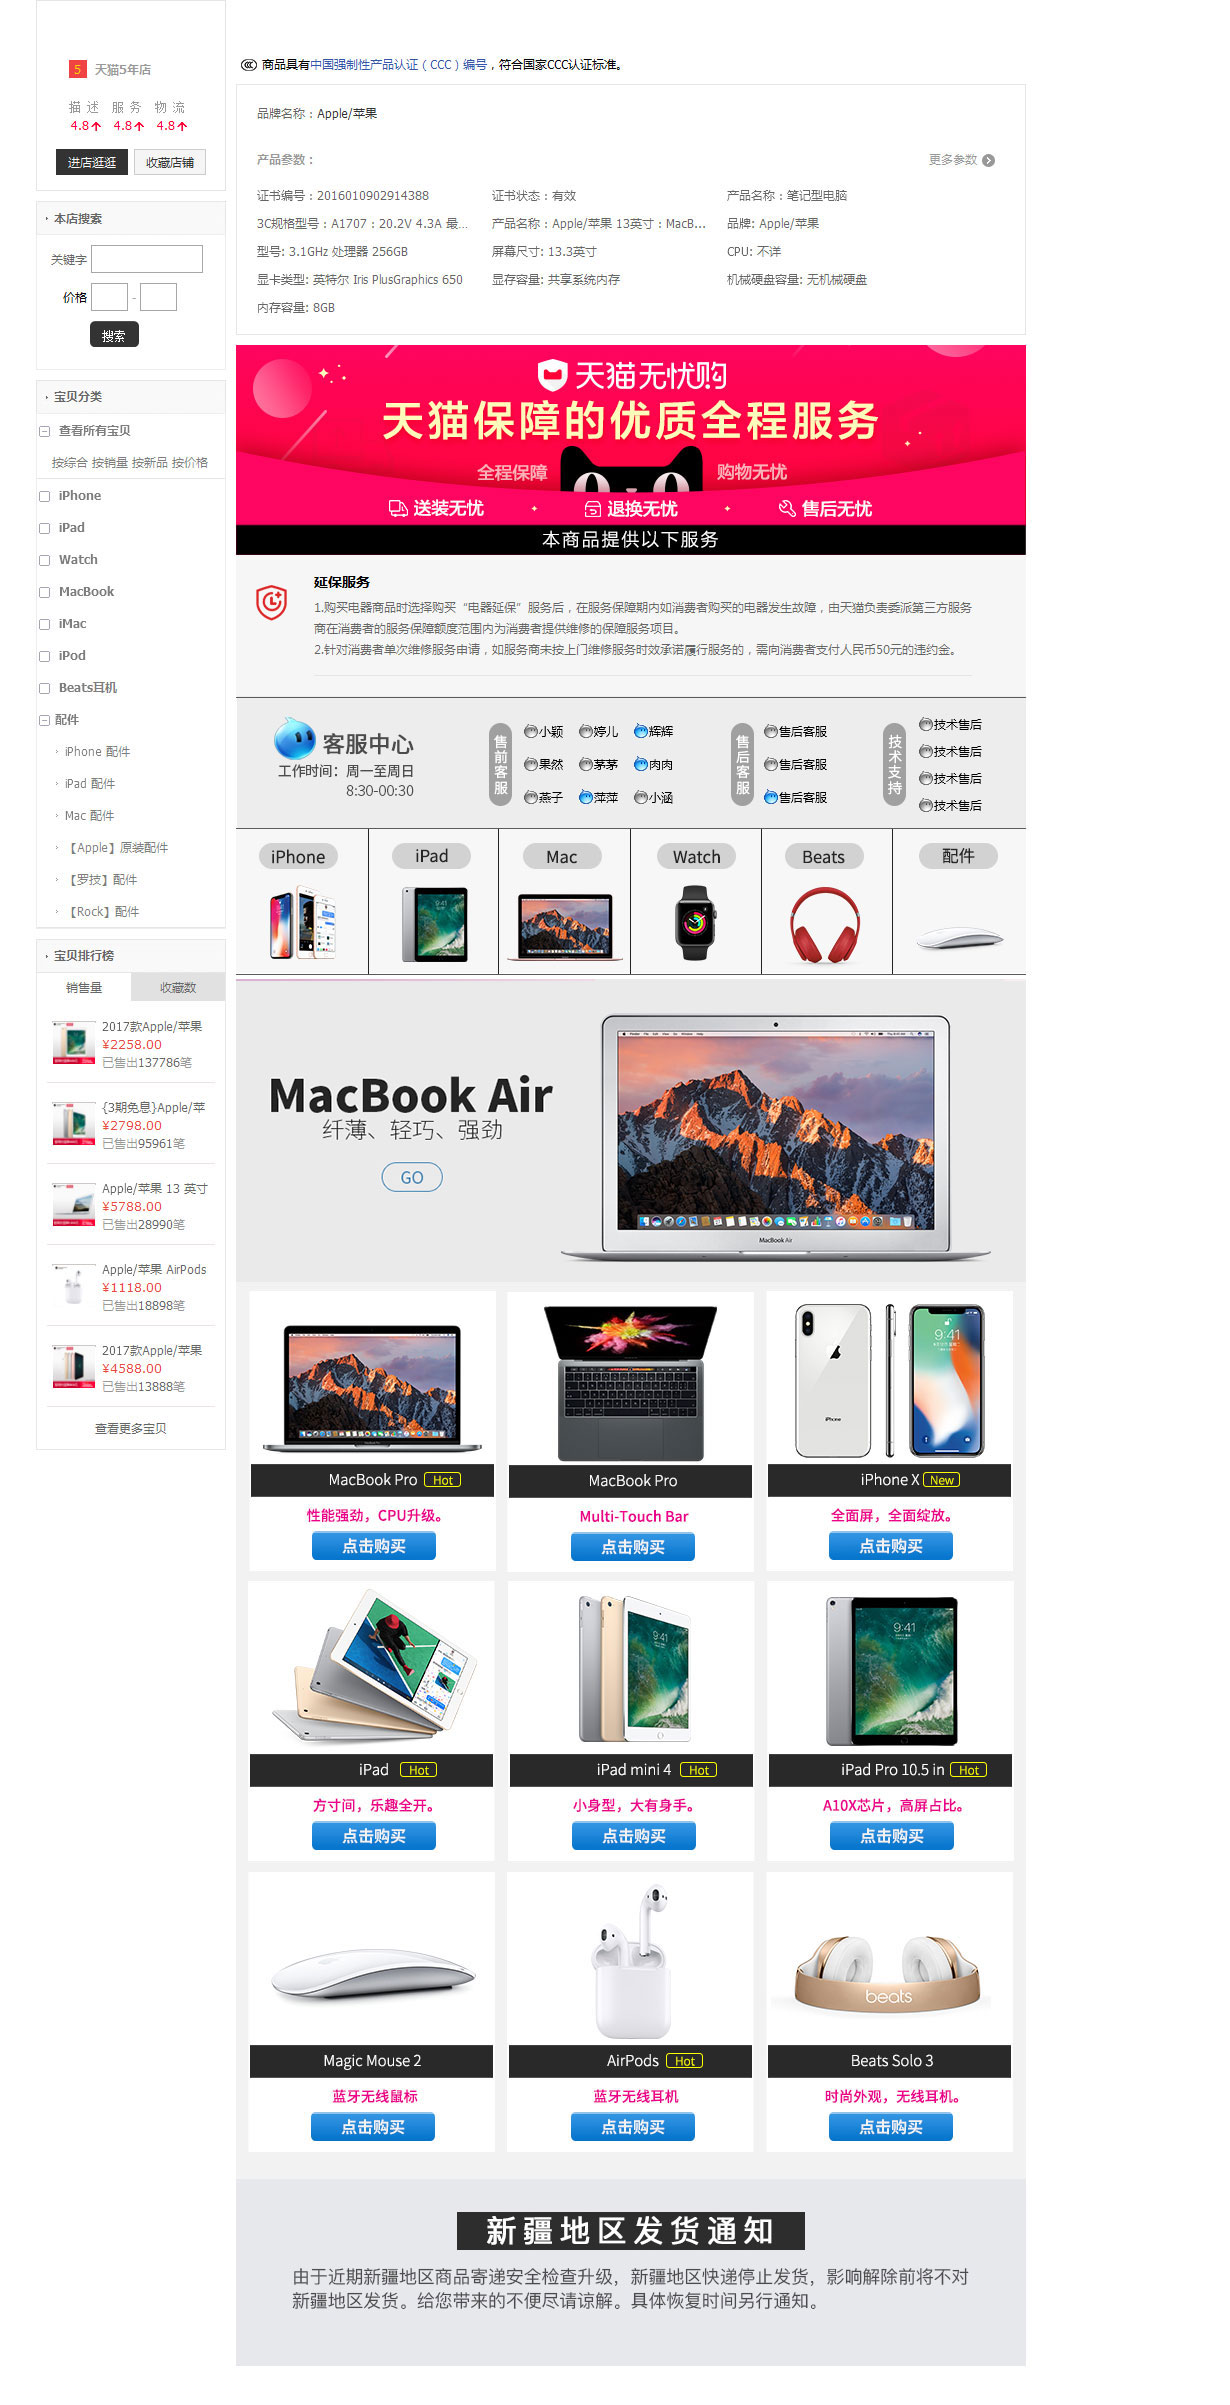 5 天猫5年店
描 述 服 务 物 流
4.8 4.8 4.8
进店逛逛 收藏店铺
本店搜索
关键字
价格 -
搜索
宝贝分类
查看所有宝贝
按综合 按销量 按新品 按价格
iPhone
iPad
Watch
MacBook
iMac
iPod
Beats耳机
配件
iPhone 配件
iPad 配件
Mac 配件
【Apple】原装配件
【罗技】配件
【Rock】配件
宝贝排行榜
销售量 收藏数
2017款Apple/苹果
¥2258.00
已售出137786笔
{3期免息}Apple/苹
¥2798.00
已售出95961笔
Apple/苹果 13 英寸
¥5788.00
已售出28990笔
Apple/苹果 AirPods
¥1118.00
已售出18898笔
2017款Apple/苹果
¥4588.00
已售出13888笔
查看更多宝贝
商品具有中国强制性产品认证（CCC）编号，符合国家CCC认证标准。
品牌名称：Apple/苹果
产品参数： 更多参数
证书编号：2016010902914388 证书状态：有效 产品名称：笔记型电脑
3C规格型号：A1707：20.2V 4.3A 最... 产品名称：Apple/苹果 13英寸：MacB... 品牌: Apple/苹果
型号: 3.1GHz 处理器 256GB 屏幕尺寸: 13.3英寸 CPU: 不详
显卡类型: 英特尔 Iris PlusGraphics 650 显存容量: 共享系统内存 机械硬盘容量: 无机械硬盘
内存容量: 8GB
天猫无忧购
天猫保障的优质全程服务
全程保障 购物无忧
送装无忧 退换无忧 售后无忧
本商品提供以下服务
延保服务
1.购买电器商品时选择购买“电器延保”服务后，在服务保障期内如消费者购买的电器发生故障，由天猫负责委派第三方服务
商在消费者的服务保障额度范围内为消费者提供维修的保障服务项目。
2.针对消费者单次维修服务申请，如服务商未按上门维修服务时效承诺履行服务的，需向消费者支付人民币50元的违约金。
客服中心
工作时间：周一至周日
8:30-00:30
售前客服
小颖 婷儿 辉辉
果然 茅茅 肉肉
燕子 萍萍 小涵
售后客服
售后客服
售后客服
售后客服
技术支持
技术售后
技术售后
技术售后
技术售后
iPhone iPad Mac Watch Beats 配件
MacBook Air
纤薄、轻巧、强劲
GO
MacBook Air
MacBook Pro Hot MacBook Pro iPhone X New
性能强劲，CPU升级。 Multi-Touch Bar 全面屏，全面绽放。
点击购买 点击购买 点击购买
9:41 9:41
iPad Hot iPad mini 4 Hot iPad Pro 10.5 in Hot
方寸间，乐趣全开。 小身型，大有身手。 A10X芯片，高屏占比。
点击购买 点击购买 点击购买
beats
Magic Mouse 2 AirPods Hot Beats Solo 3
蓝牙无线鼠标 蓝牙无线耳机 时尚外观，无线耳机。
点击购买 点击购买 点击购买
新疆地区发货通知
由于近期新疆地区商品寄递安全检查升级，新疆地区快递停止发货，影响解除前将不对
新疆地区发货。给您带来的不便尽请谅解。具体恢复时间另行通知。